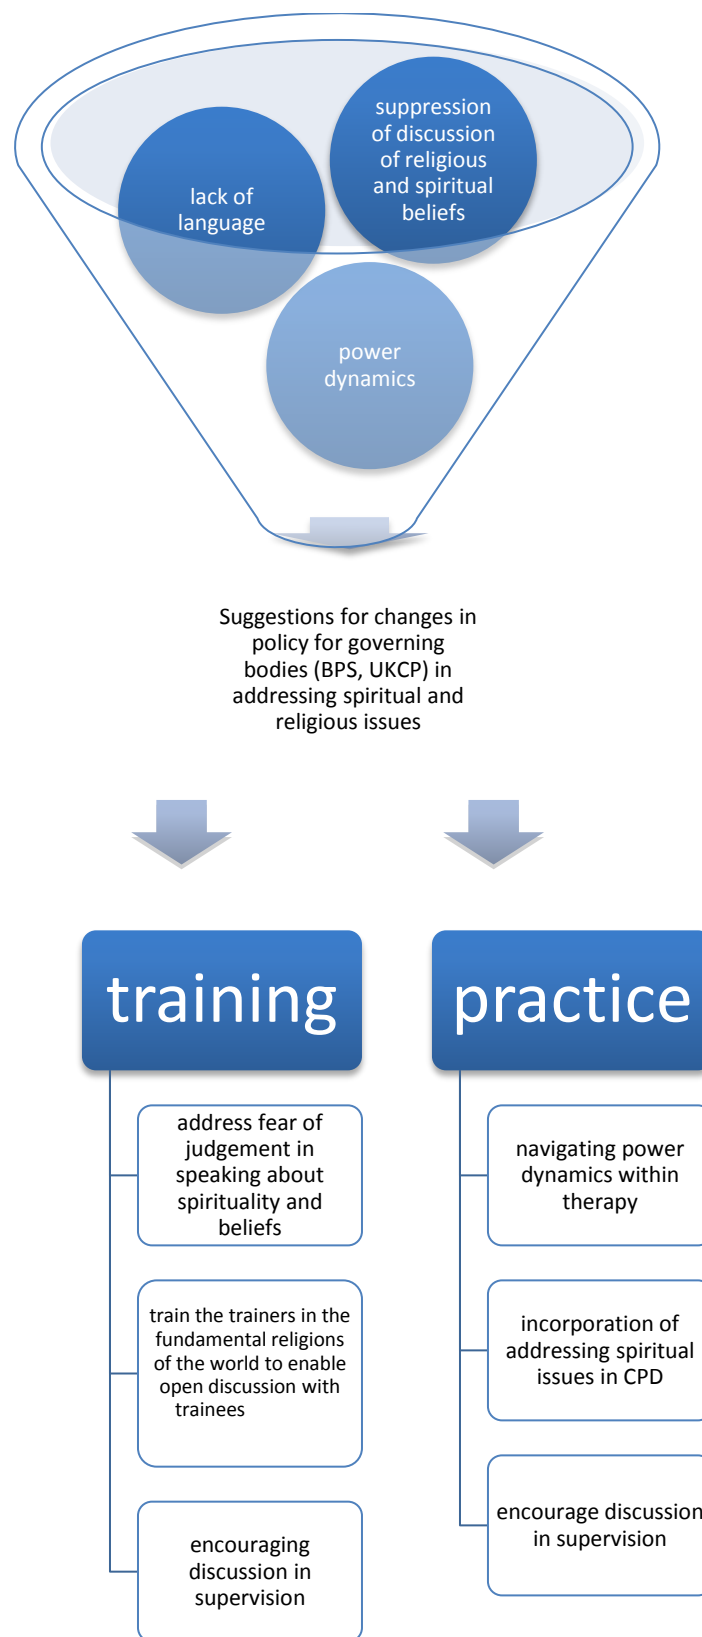 suppression
of discussion
of religious
and spiritual
beliefs
lack of
language
power
dynamics
Suggestions for changes in
policy for governing
bodies (BPS, UKCP) in
addressing spiritual and
religious issues
training
address fear of
judgement in
speaking about
spirituality and
beliefs
train the trainers in the
fundamental religions
of the world to enable
open discussion with
trainees
encouraging
discussion in
supervision
practice
navigating power
dynamics within
therapy
incorporation of
addressing spiritual
issues in CPD
encourage discussion
in supervision